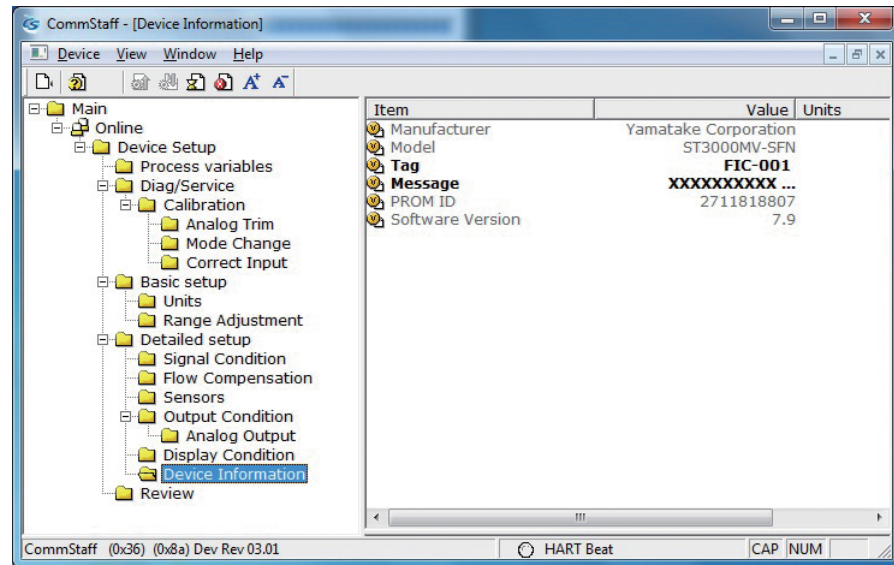 CommStaff - [Device Information]
Device View Window Help
Main
Online
Device Setup
Process variables
Diag/Service
Calibration
Analog Trim
Mode Change
Correct Input
Basic setup
Units
Range Adjustment
Detailed setup
Signal Condition
Flow Compensation
Sensors
Output Condition
Analog Output
Display Condition
Device Information
Review
Item Value Units
Manufacturer Yamatake Corporation
Model ST3000MV-SFN
Tag FIC-001
Message XXXXXXXXXX ...
PROM ID 2711818807
Software Version 7.9
CommStaff (0x36) (0x8a) Dev Rev 03.01 HART Beat CAP NUM